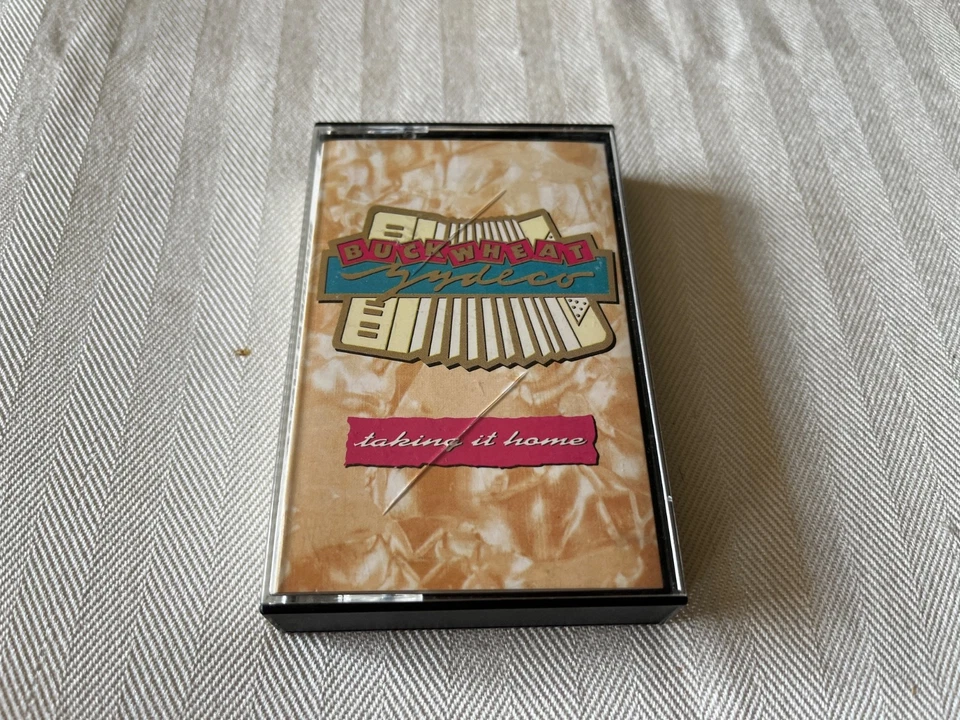 BUCKWHEAT
Zydeco
taking it home